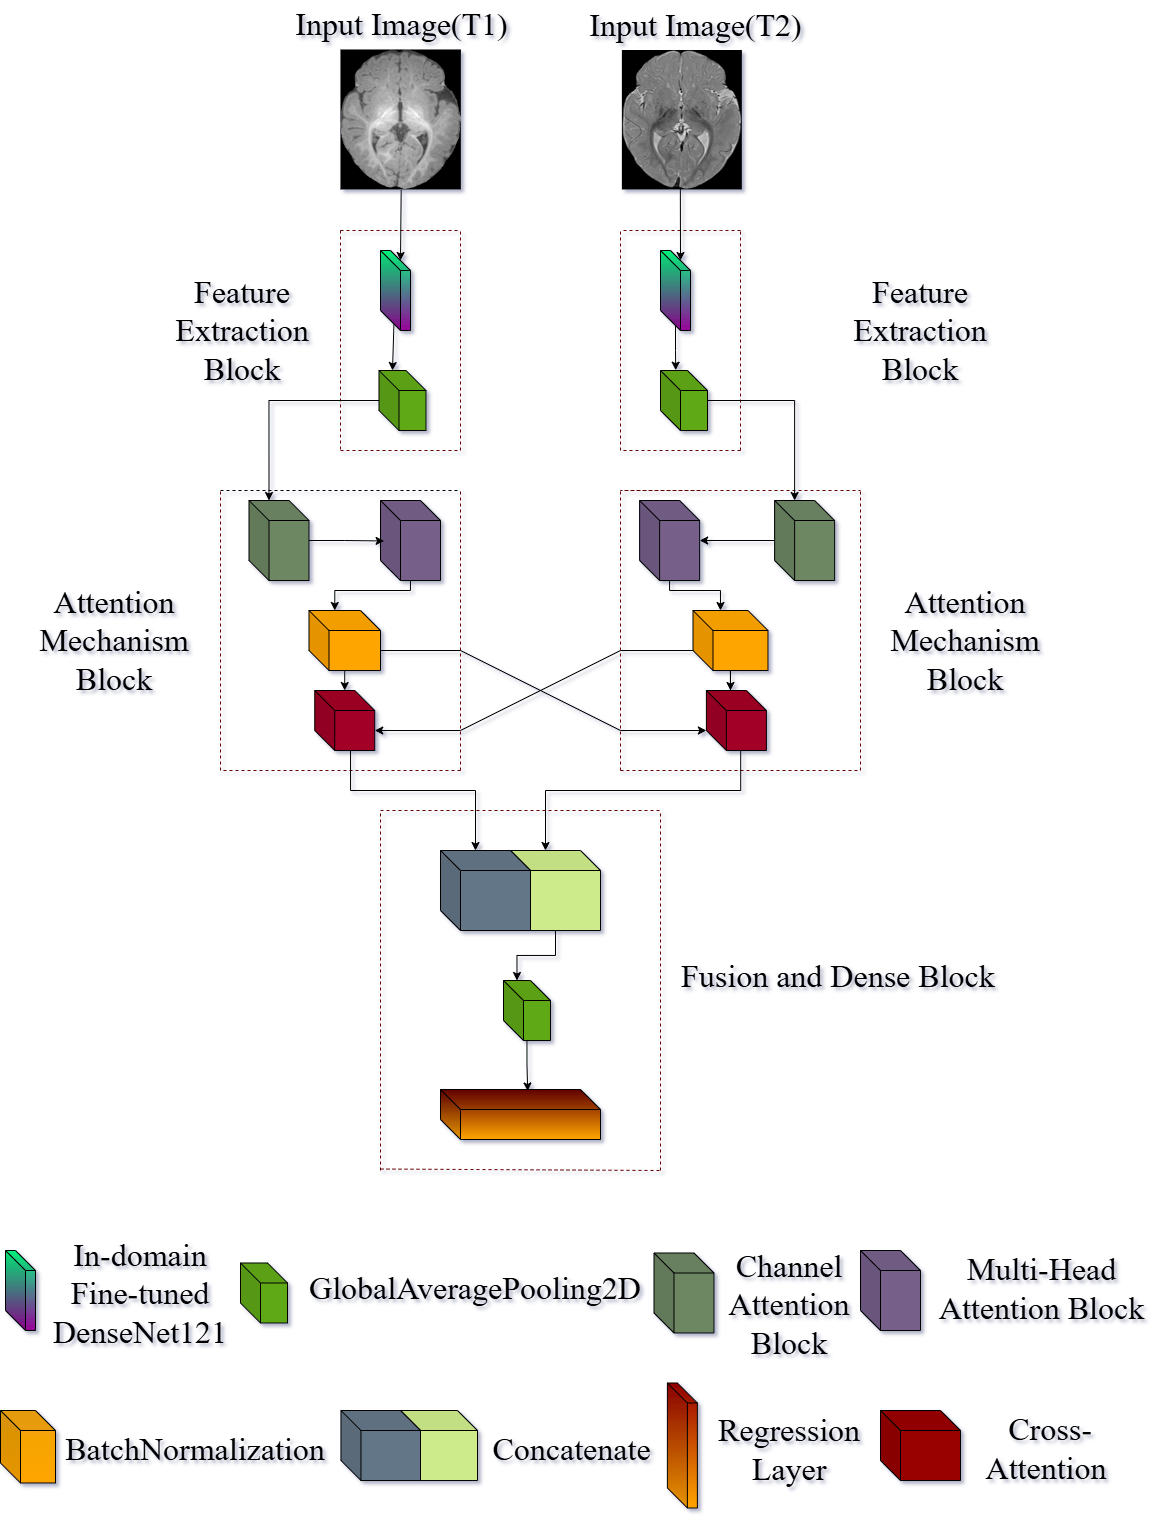 Input Image(T1)
Input Image(T2)
Feature
Extraction
Block
Feature
Extraction
Block
Attention
Mechanism
Block
Attention
Mechanism
Block
Fusion and Dense Block
In-domain
Fine-tuned
DenseNet121
GlobalAveragePooling2D
Channel
Attention
Block
Multi-Head
Attention Block
BatchNormalization
Concatenate
Regression
Layer
Cross-
Attention